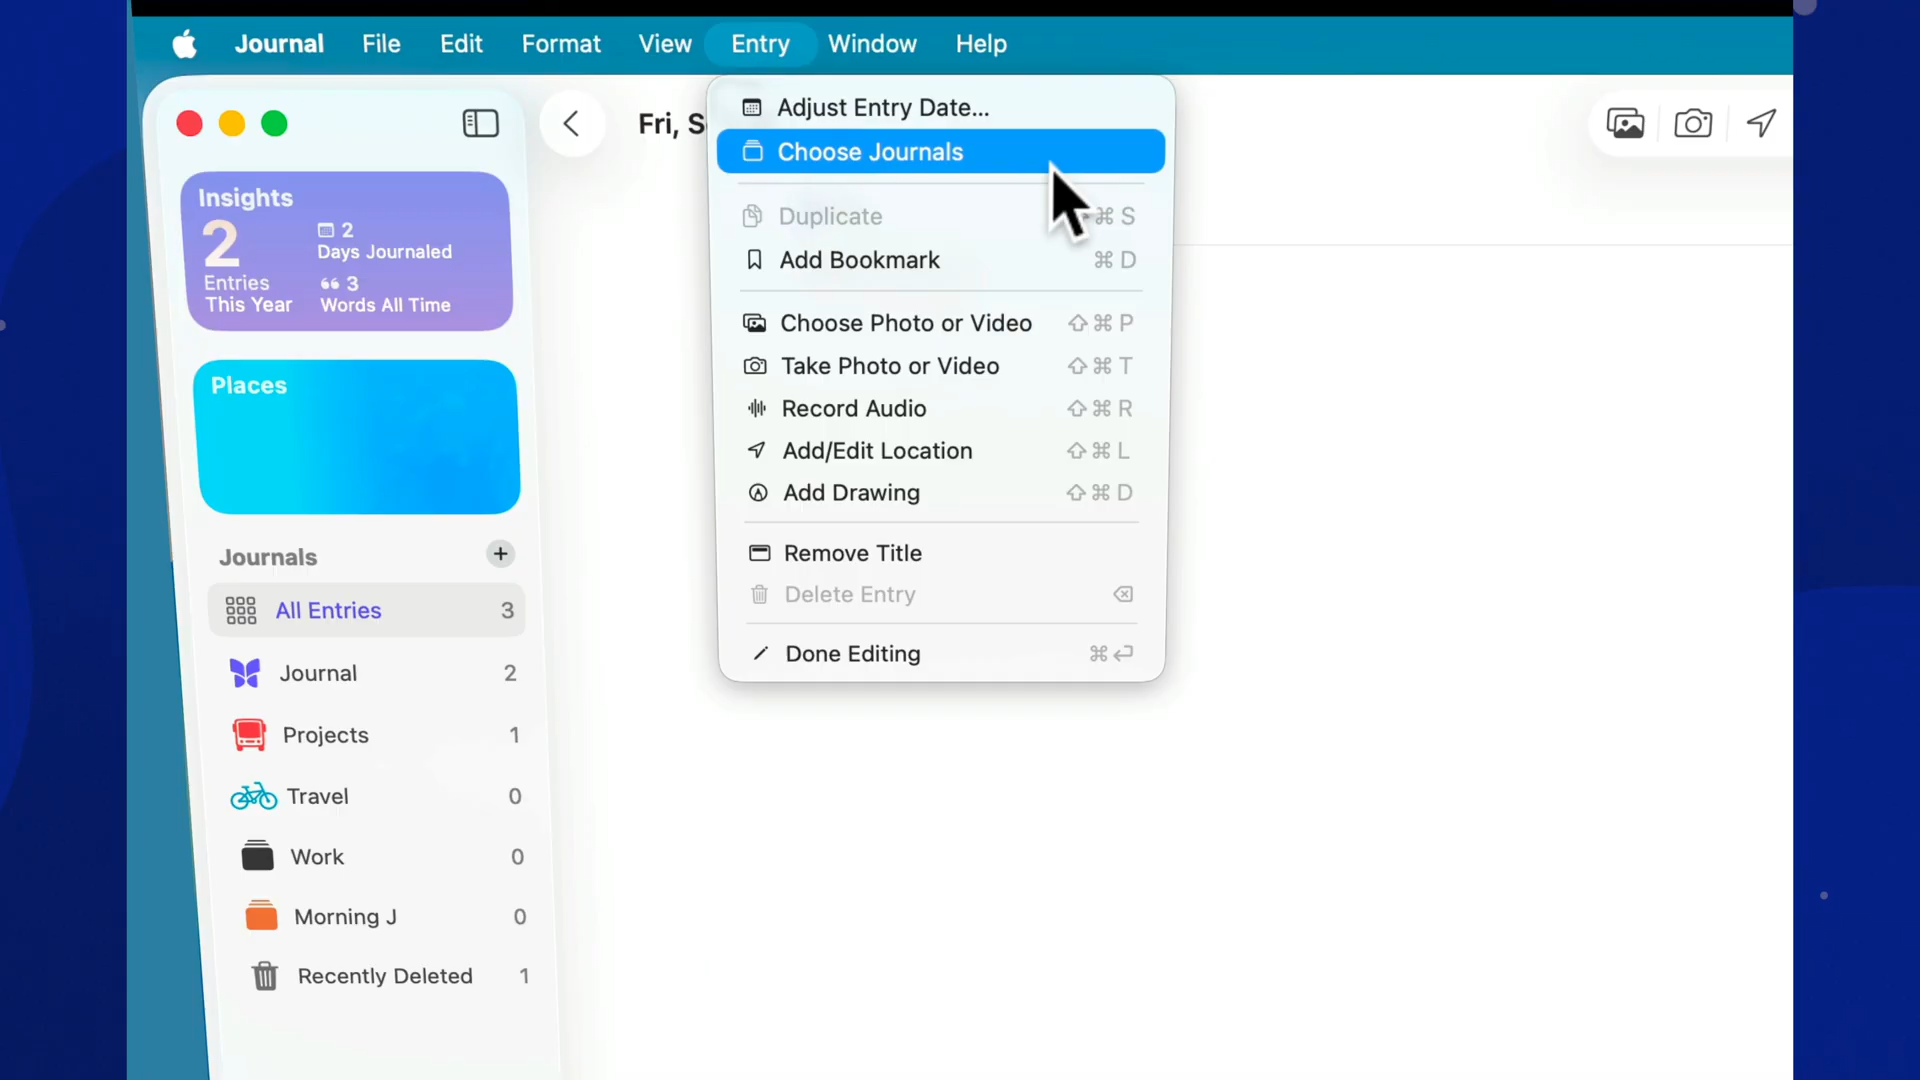 Journal File Edit Format View Entry Window Help
Fri, S
Insights
2
Entries
This Year
2
Days Journaled
3
Words All Time
Places
Journals
All Entries 3
Journal 2
Projects 1
Travel 0
Work 0
Morning J 0
Recently Deleted 1
Adjust Entry Date...
Choose Journals
Duplicate ⌘ S
Add Bookmark ⌘ D
Choose Photo or Video ⇧ ⌘ P
Take Photo or Video ⇧ ⌘ T
Record Audio ⇧ ⌘ R
Add/Edit Location ⇧ ⌘ L
Add Drawing ⇧ ⌘ D
Remove Title
Delete Entry ⌫
Done Editing ⌘ ↩